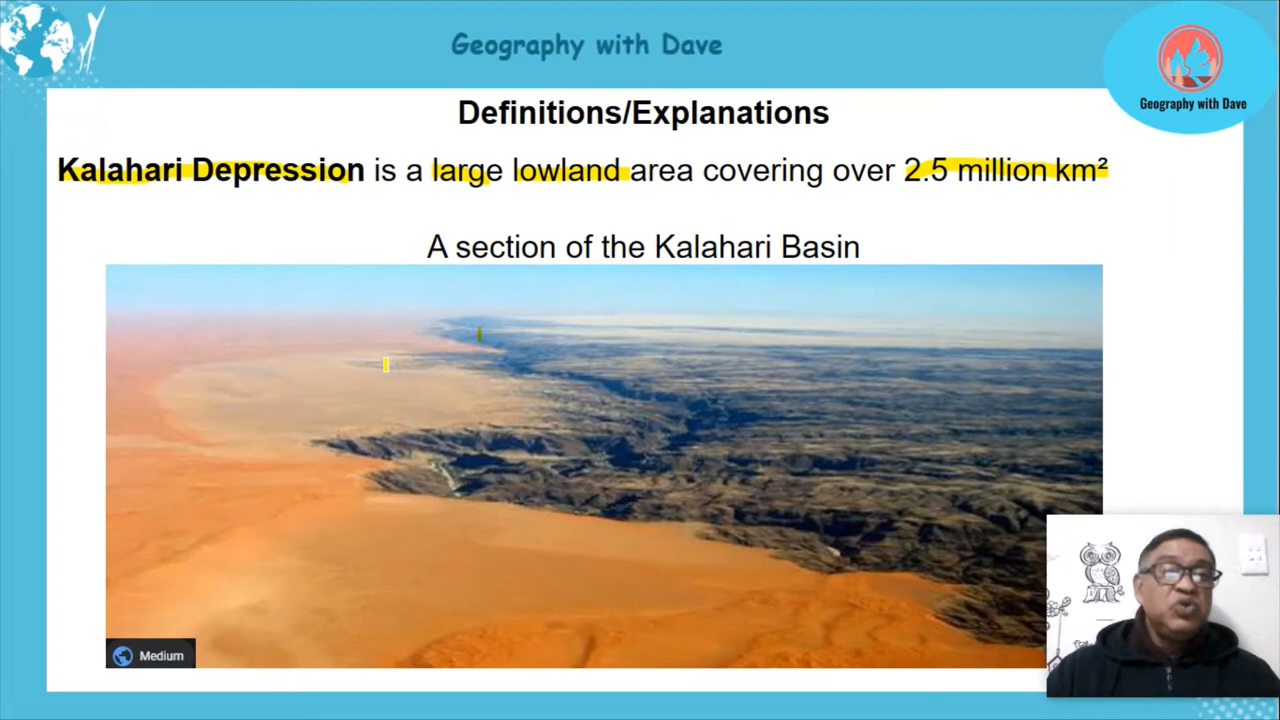 Geography with Dave
Geography with Dave
Definitions/Explanations
Kalahari Depression is a large lowland area covering over 2.5 million km²
A section of the Kalahari Basin
Medium